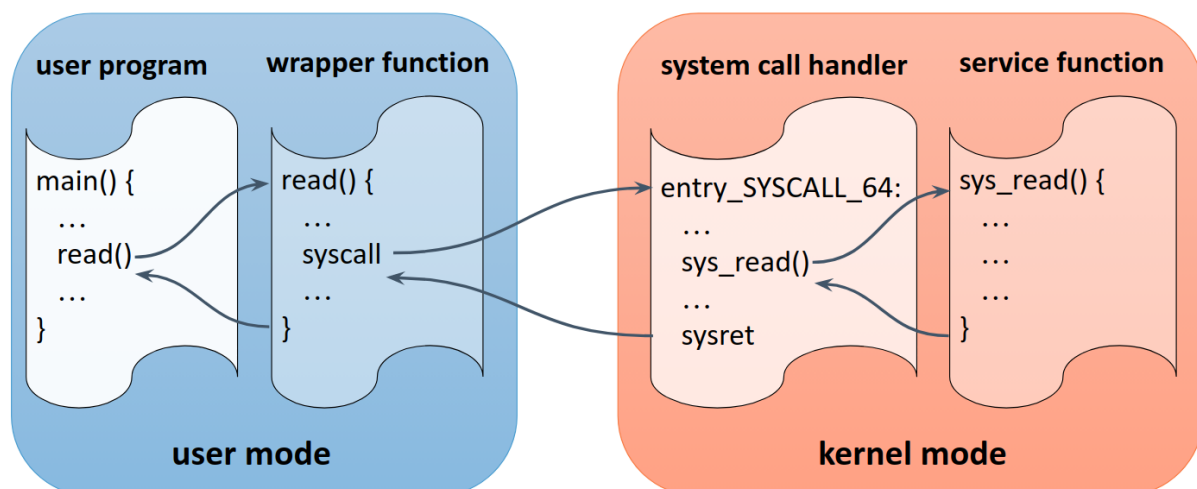 user program
main() {
...
read()
...
}
wrapper function
read() {
...
syscall
...
}
user mode
system call handler
entry_SYSCALL_64:
...
sys_read()
...
sysret
service function
sys_read() {
...
...
...
}
kernel mode